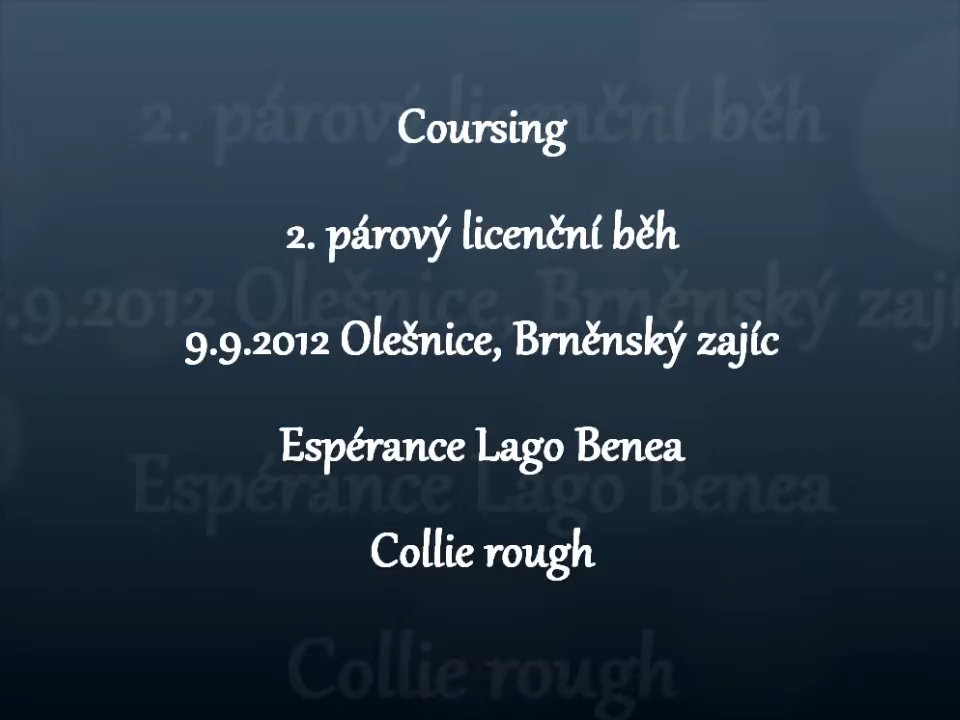 Coursing
2. párový licenční běh
9.9.2012 Olešnice, Brněnský zajíc
Espérance Lago Benea
Collie rough